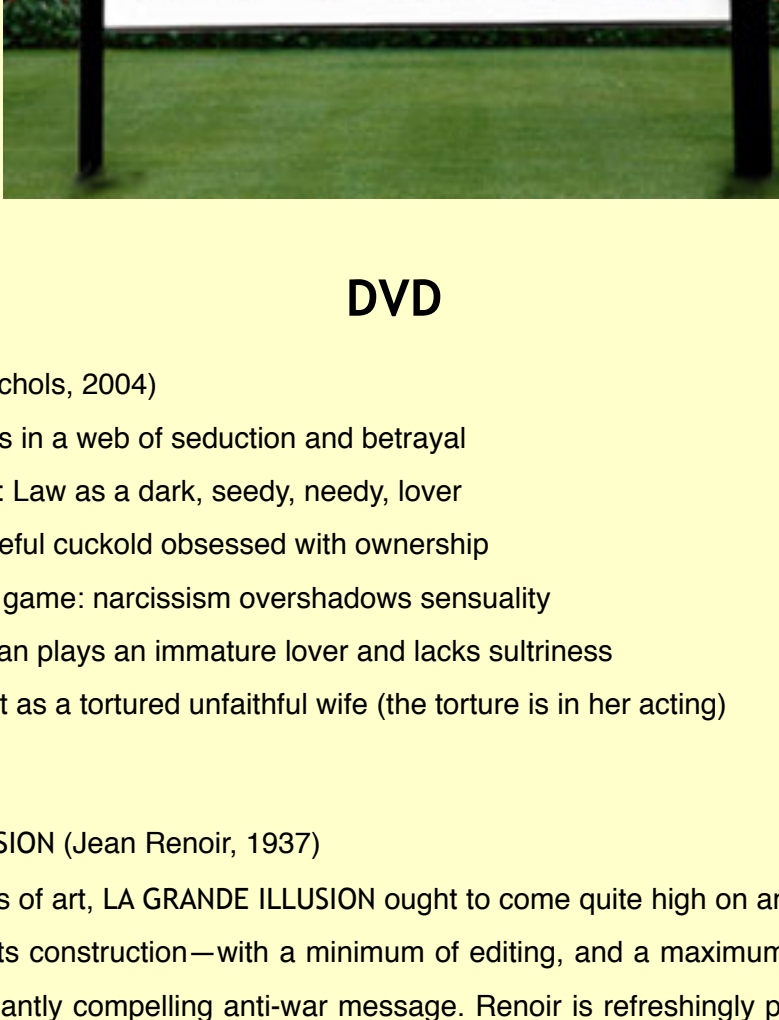 DVD
chols, 2004)
s in a web of seduction and betrayal
: Law as a dark, seedy, needy, lover
eful cuckold obsessed with ownership
game: narcissism overshadows sensuality
an plays an immature lover and lacks sultriness
t as a tortured unfaithful wife (the torture is in her acting)
SION (Jean Renoir, 1937)
s of art, LA GRANDE ILLUSION ought to come quite high on an
ts construction—with a minimum of editing, and a maximum
antly compelling anti-war message. Renoir is refreshingly p